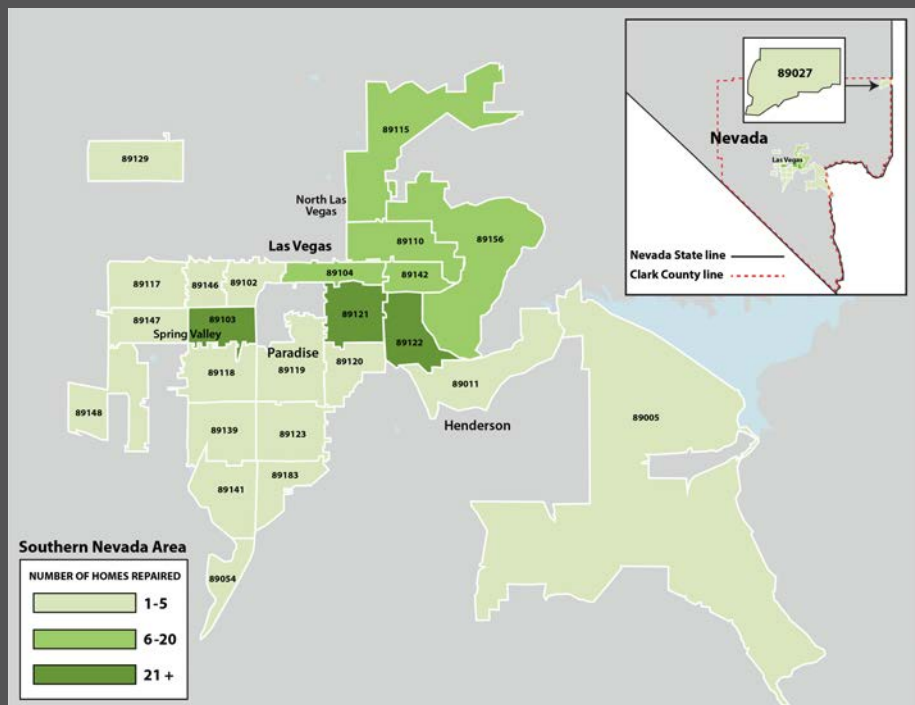 89027
Nevada
Las Vegas
Nevada State line
Clark County line
89115
89129
North Las
Vegas
Las Vegas
89110
89156
89104
89142
89117
89146
89102
89147
89103
Spring Valley
89121
89122
Paradise
89120
89118
89119
89011
89148
Henderson
89005
89139
89123
89183
89141
89054
Southern Nevada Area
NUMBER OF HOMES REPAIRED
1-5
6-20
21 +